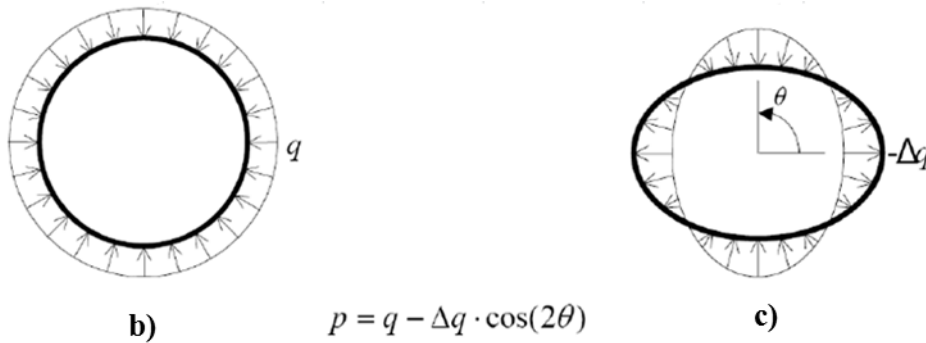 q
θ
-Δq
b)
p = q − Δq · cos(2θ)
c)